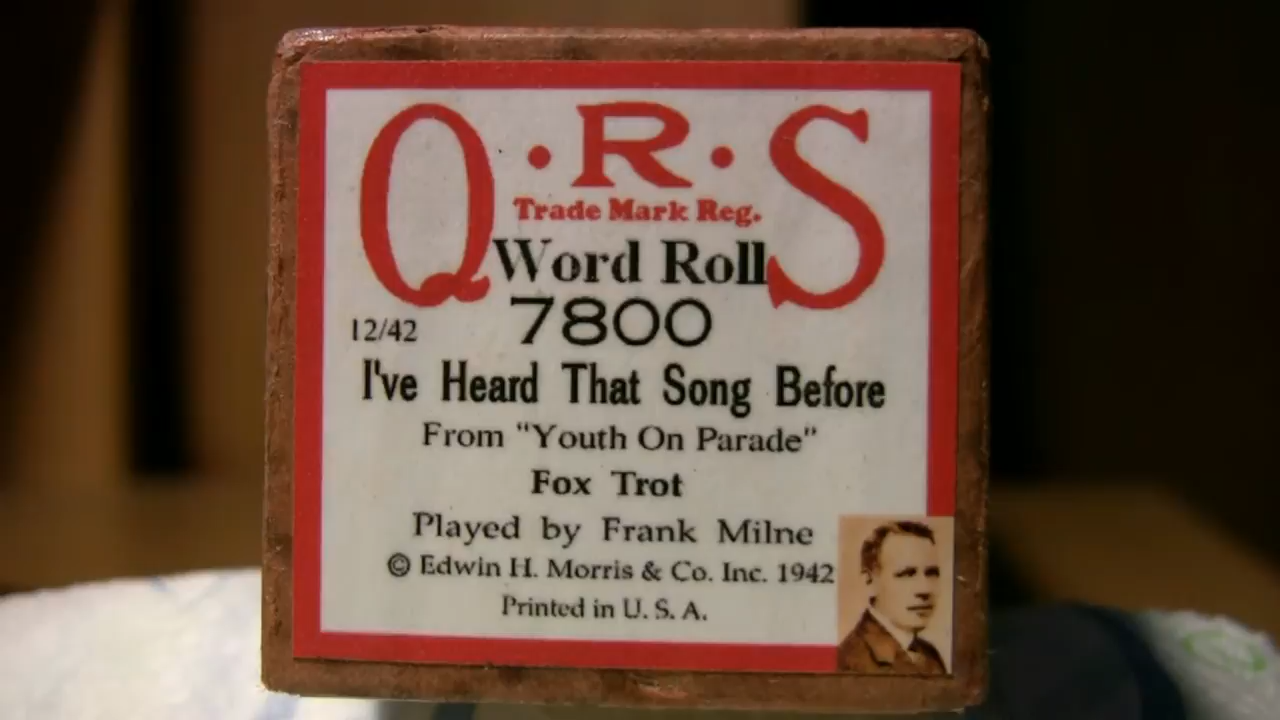 Q·R·S
Trade Mark Reg.
Word Roll
7800
12/42
I've Heard That Song Before
From "Youth On Parade"
Fox Trot
Played by Frank Milne
© Edwin H. Morris & Co. Inc. 1942
Printed in U. S. A.